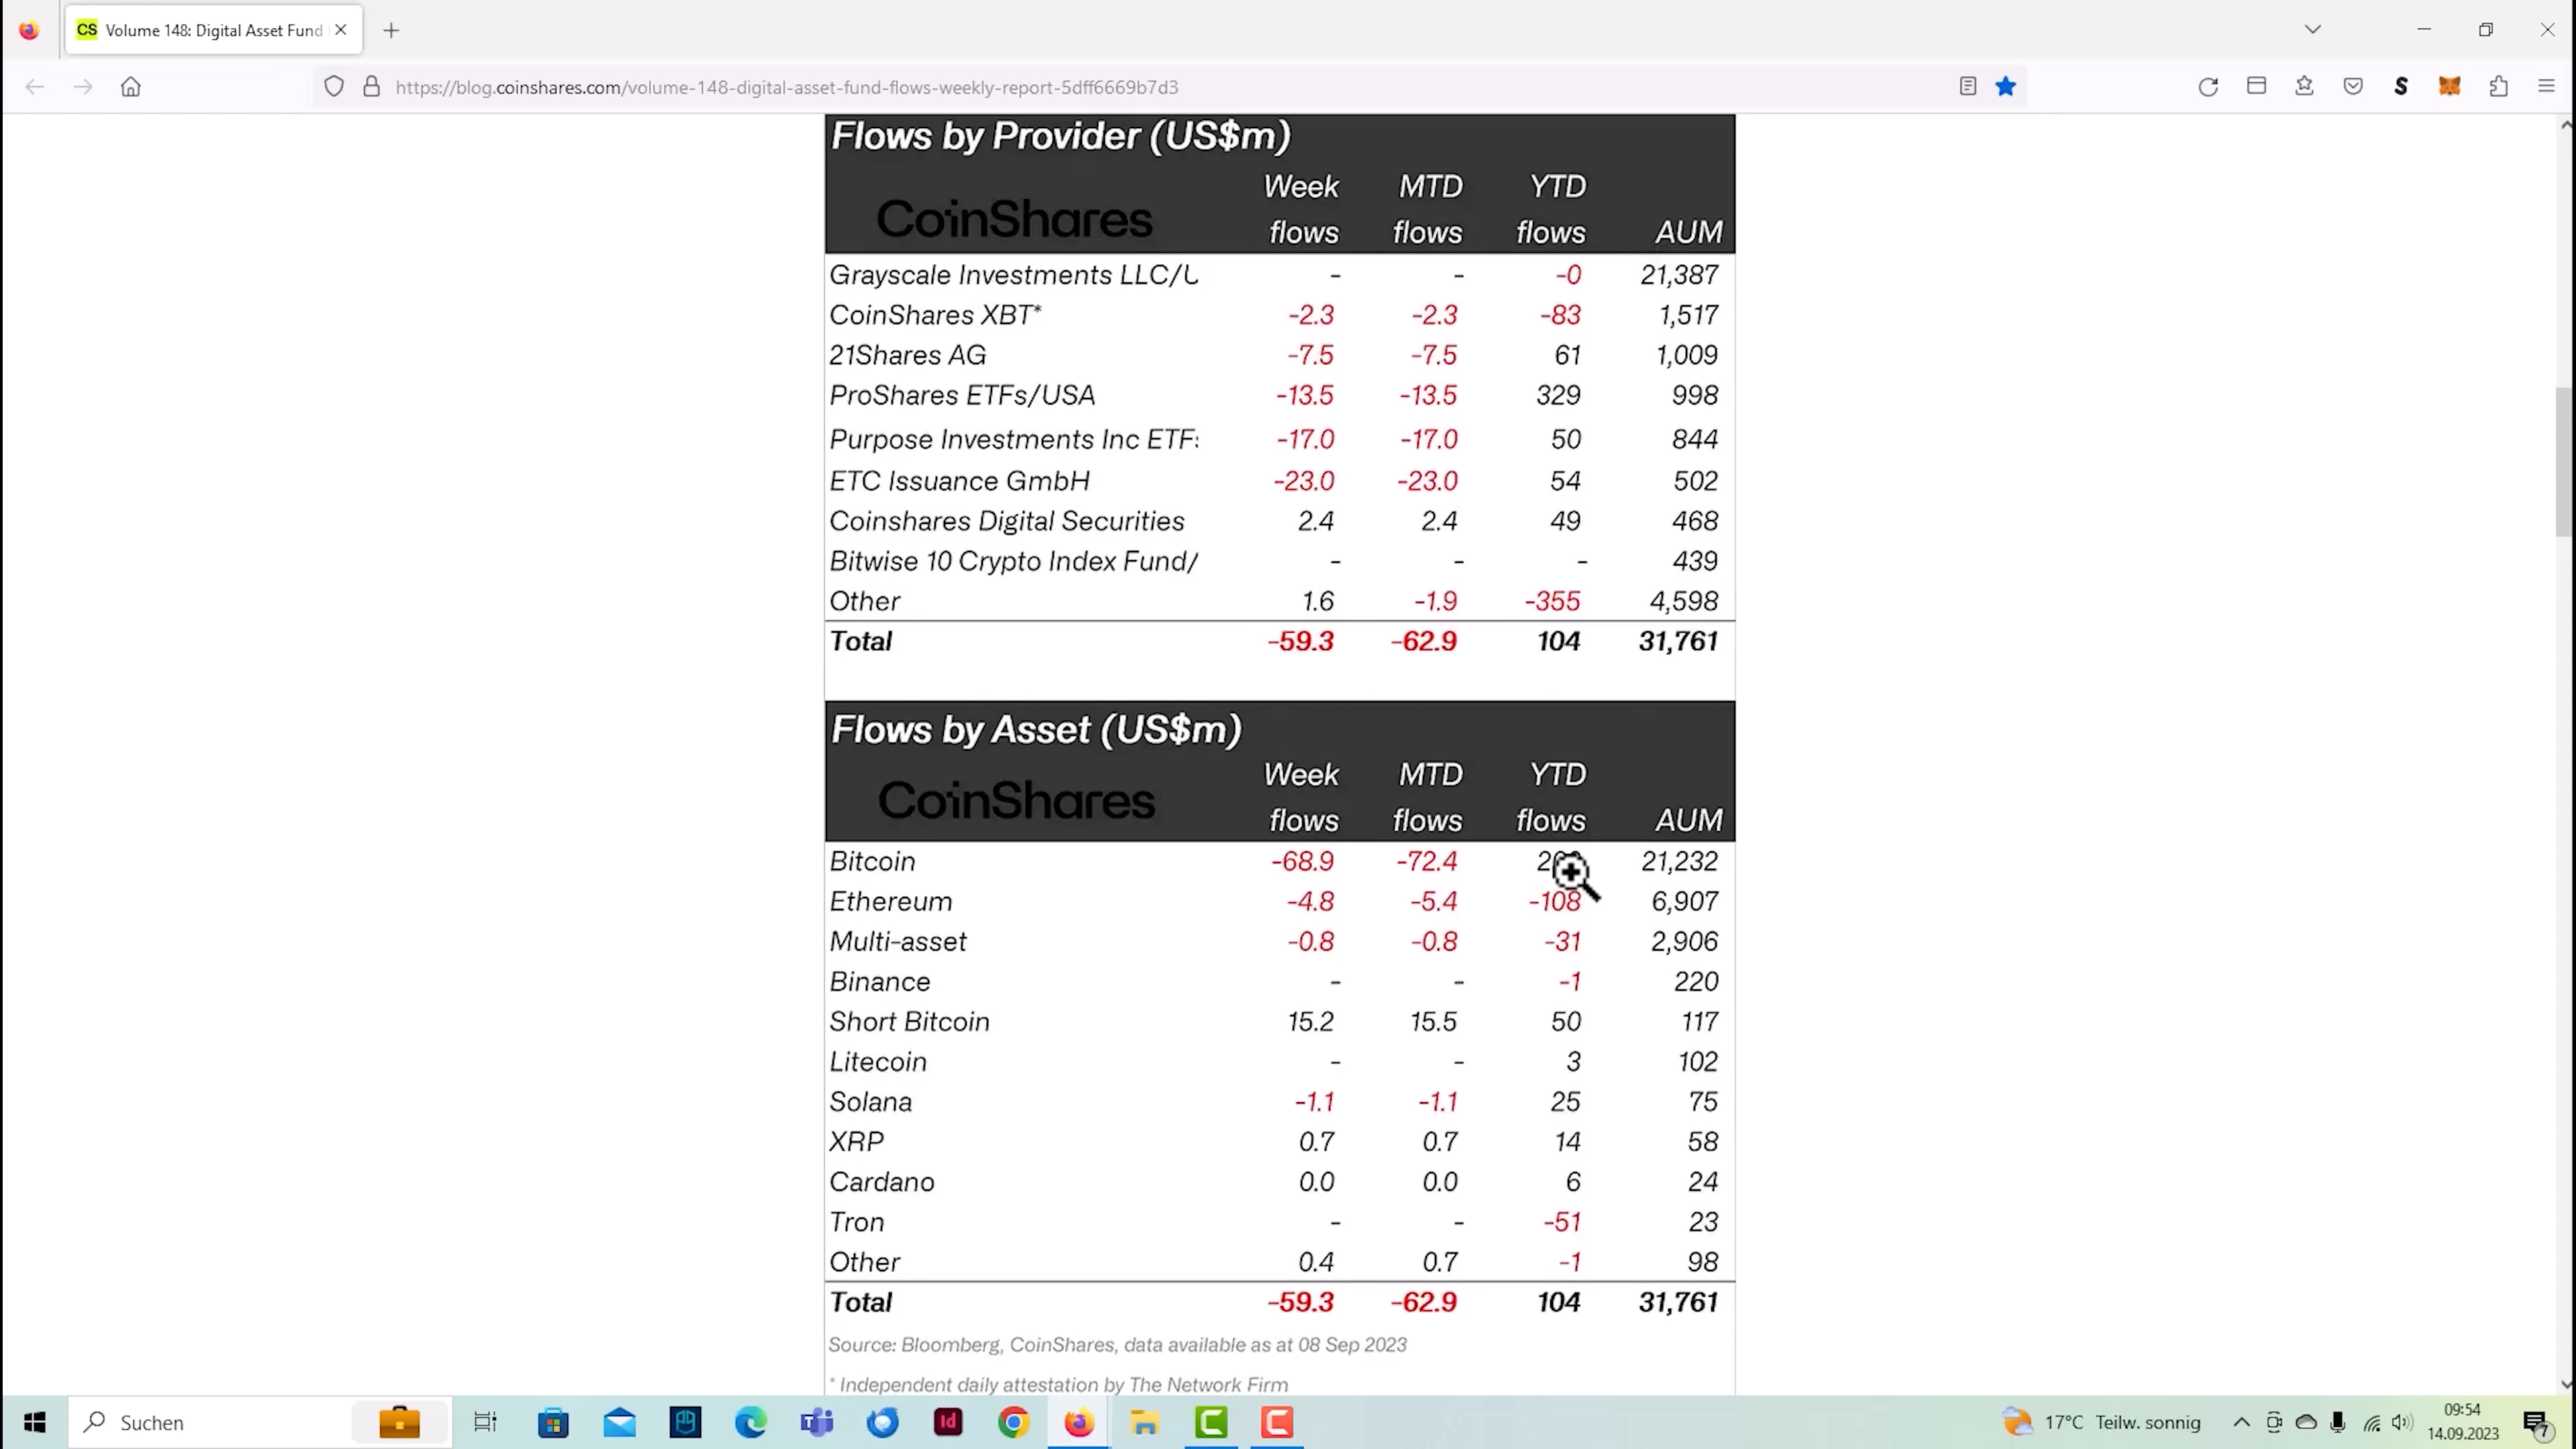 CS Volume 148: Digital Asset Fund
https://blog.coinshares.com/volume-148-digital-asset-fund-flows-weekly-report-5dff6669b7d3
Flows by Provider (US$m)
CoinShares Week flows MTD flows YTD flows AUM
Grayscale Investments LLC/U - - -0 21,387
CoinShares XBT* -2.3 -2.3 -83 1,517
21Shares AG -7.5 -7.5 61 1,009
ProShares ETFs/USA -13.5 -13.5 329 998
Purpose Investments Inc ETF -17.0 -17.0 50 844
ETC Issuance GmbH -23.0 -23.0 54 502
Coinshares Digital Securities 2.4 2.4 49 468
Bitwise 10 Crypto Index Fund/ - - - 439
Other 1.6 -1.9 -355 4,598
Total -59.3 -62.9 104 31,761
Flows by Asset (US$m)
CoinShares Week flows MTD flows YTD flows AUM
Bitcoin -68.9 -72.4 21,232
Ethereum -4.8 -5.4 -108 6,907
Multi-asset -0.8 -0.8 -31 2,906
Binance - - -1 220
Short Bitcoin 15.2 15.5 50 117
Litecoin - - 3 102
Solana -1.1 -1.1 25 75
XRP 0.7 0.7 14 58
Cardano 0.0 0.0 6 24
Tron - - -51 23
Other 0.4 0.7 -1 98
Total -59.3 -62.9 104 31,761
Source: Bloomberg, CoinShares, data available as at 08 Sep 2023
* Independent daily attestation by The Network Firm
Suchen
17°C Teilw. sonnig
09:54
14.09.2023
7